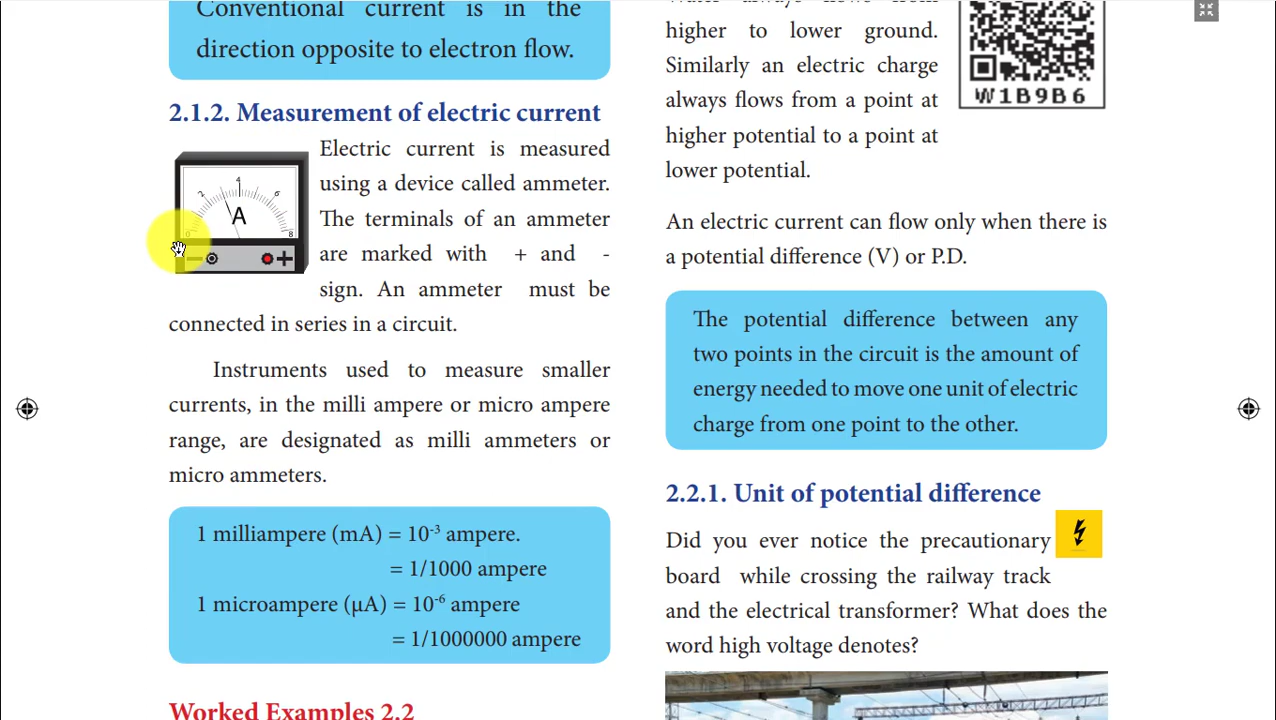 Conventional current is in the
direction opposite to electron flow.
2.1.2. Measurement of electric current
Electric current is measured
using a device called ammeter.
The terminals of an ammeter
are marked with + and -
sign. An ammeter must be
connected in series in a circuit.
0 2 4 6 8
A
Instruments used to measure smaller
currents, in the milli ampere or micro ampere
range, are designated as milli ammeters or
micro ammeters.
1 milliampere (mA) = 10⁻³ ampere.
= 1/1000 ampere
1 microampere (μA) = 10⁻⁶ ampere
= 1/1000000 ampere
Worked Examples 2.2
higher to lower ground.
Similarly an electric charge
always flows from a point at
higher potential to a point at
lower potential.
W1B9B6
An electric current can flow only when there is
a potential difference (V) or P.D.
The potential difference between any
two points in the circuit is the amount of
energy needed to move one unit of electric
charge from one point to the other.
2.2.1. Unit of potential difference
Did you ever notice the precautionary
board while crossing the railway track
and the electrical transformer? What does the
word high voltage denotes?